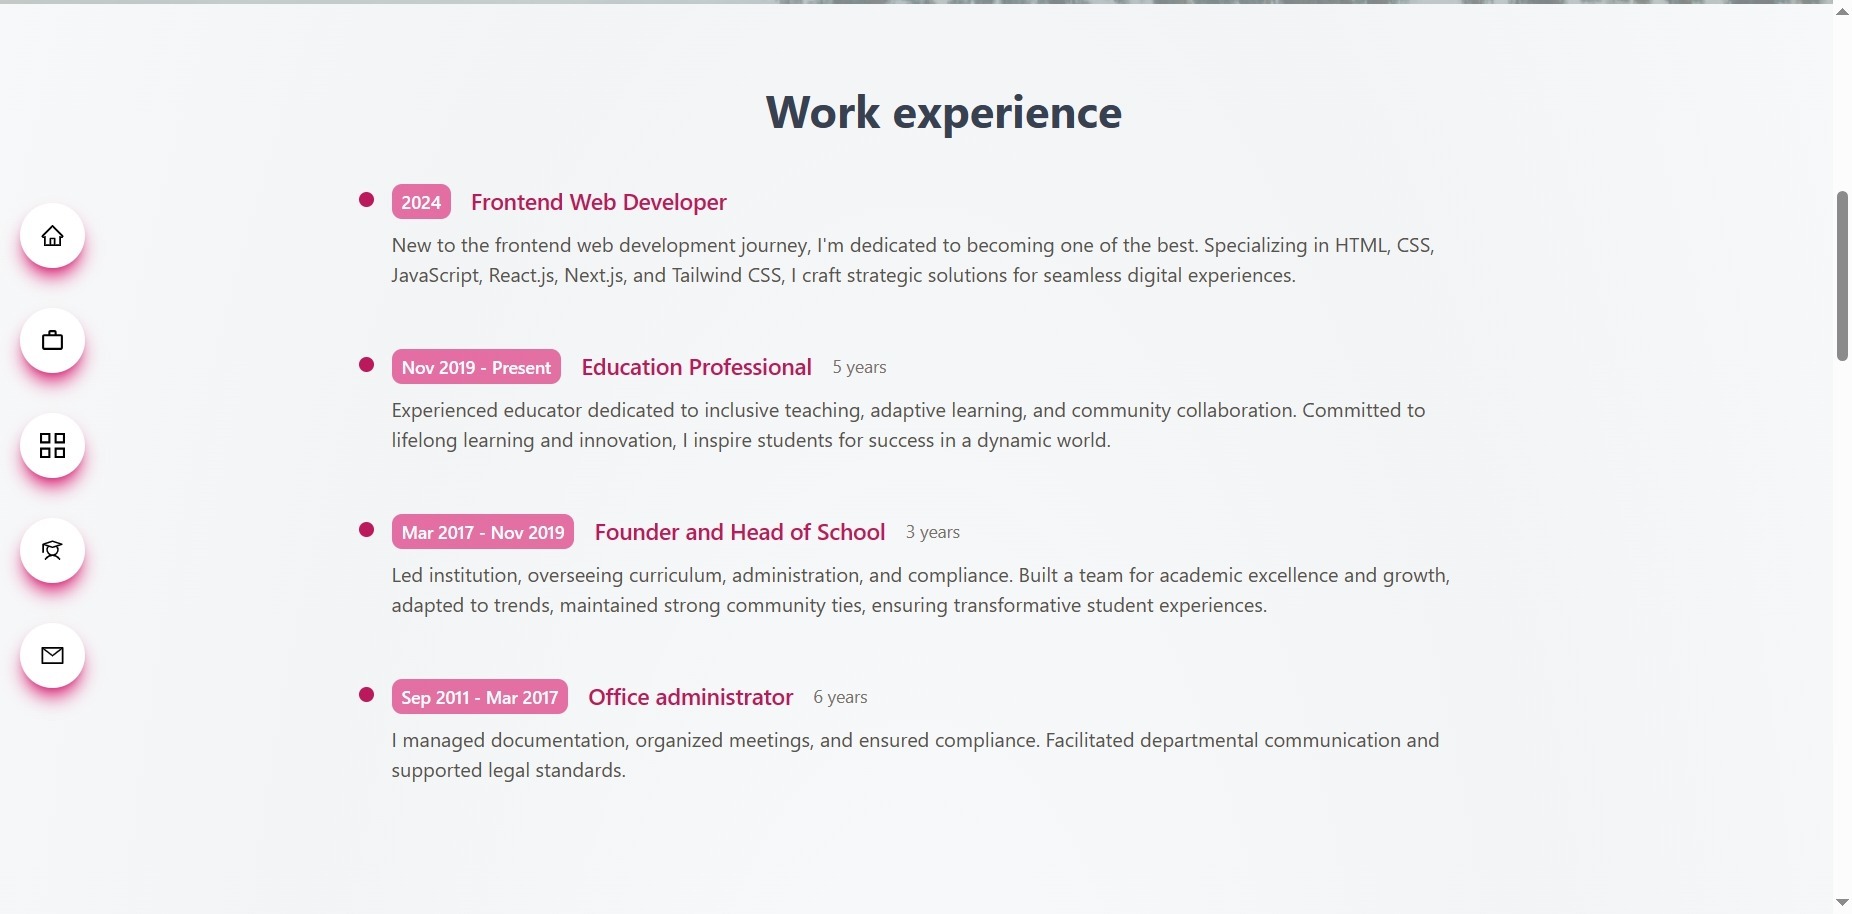 Work experience
2024 Frontend Web Developer
New to the frontend web development journey, I'm dedicated to becoming one of the best. Specializing in HTML, CSS,
JavaScript, React.js, Next.js, and Tailwind CSS, I craft strategic solutions for seamless digital experiences.
Nov 2019 - Present Education Professional 5 years
Experienced educator dedicated to inclusive teaching, adaptive learning, and community collaboration. Committed to
lifelong learning and innovation, I inspire students for success in a dynamic world.
Mar 2017 - Nov 2019 Founder and Head of School 3 years
Led institution, overseeing curriculum, administration, and compliance. Built a team for academic excellence and growth,
adapted to trends, maintained strong community ties, ensuring transformative student experiences.
Sep 2011 - Mar 2017 Office administrator 6 years
I managed documentation, organized meetings, and ensured compliance. Facilitated departmental communication and
supported legal standards.